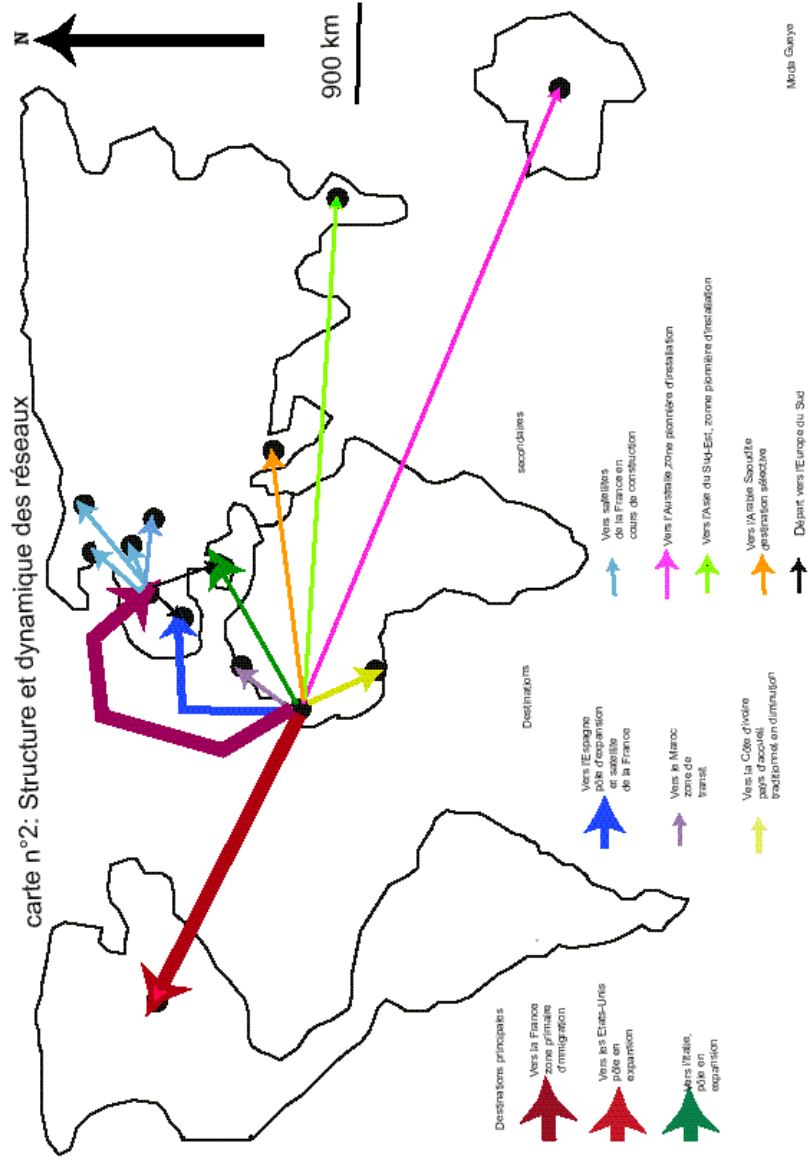 carte n°2: Structure et dynamique des réseaux
N
900 km
Destinations principales
Vers la France
zone primaire
d'immigration
Vers les Etats-Unis
pôle en
expansion
Vers l'Italie,
pôle en
expansion
Destinations
Vers l'Espagne
pôle d'expansion
et satellite
de la France
Vers le Maroc
zone de
transit
Vers la Côte d'ivoire
pays d'accueil
traditionnel en diminution
secondaires
Vers satellites
de la France en
cours de construction
Vers l'Australie ,zone pionnière d'installation
Vers l'Asie du Sud-Est, zonne pionnière d'installation
Vers l'Arabie Saoudite
destination sélective
Départ vers l'Europe du Sud
Moda Gueye